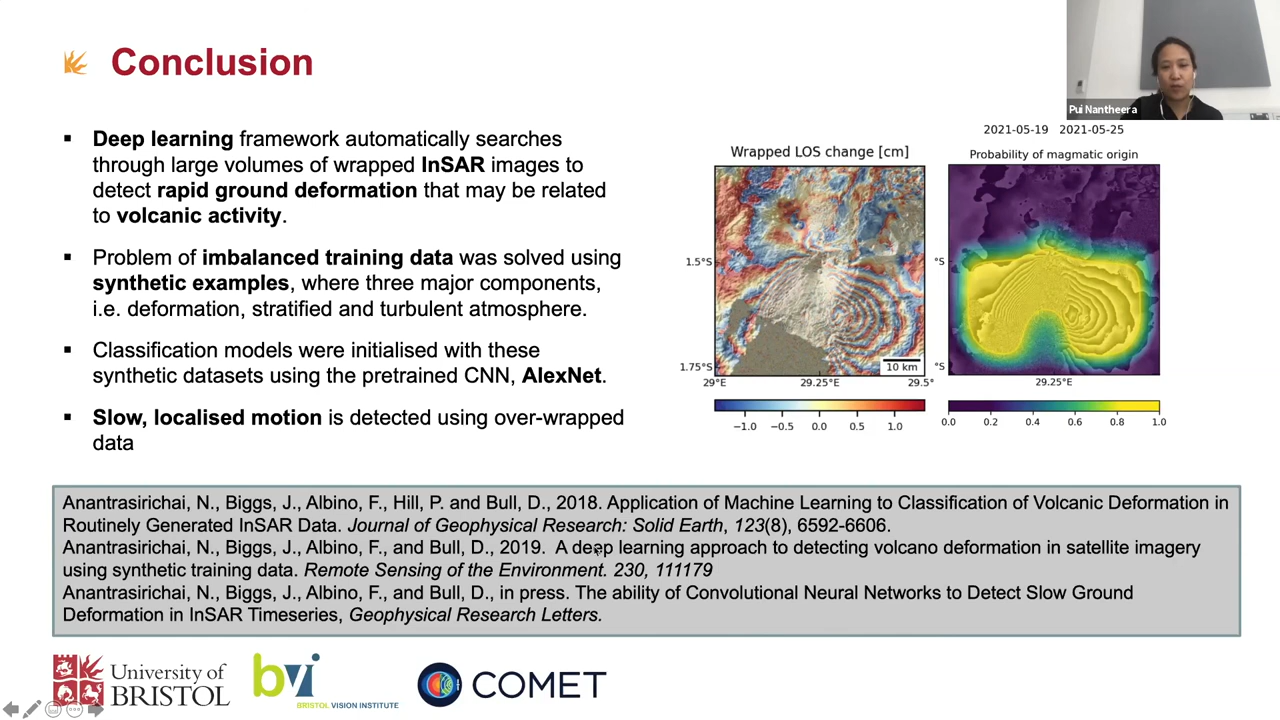 Conclusion
Pui Nantheera
▪ Deep learning framework automatically searches
through large volumes of wrapped InSAR images to
detect rapid ground deformation that may be related
to volcanic activity.
▪ Problem of imbalanced training data was solved using
synthetic examples, where three major components,
i.e. deformation, stratified and turbulent atmosphere.
▪ Classification models were initialised with these
synthetic datasets using the pretrained CNN, AlexNet.
▪ Slow, localised motion is detected using over-wrapped
data
2021-05-19 2021-05-25
Wrapped LOS change [cm]
Probability of magmatic origin
1.5°S
°S
1.75°S
°S
10 km
29°E 29.25°E 29.5°
29.25°E
−1.0 −0.5 0.0 0.5 1.0
0.0 0.2 0.4 0.6 0.8 1.0
Anantrasirichai, N., Biggs, J., Albino, F., Hill, P. and Bull, D., 2018. Application of Machine Learning to Classification of Volcanic Deformation in
Routinely Generated InSAR Data. Journal of Geophysical Research: Solid Earth, 123(8), 6592-6606.
Anantrasirichai, N., Biggs, J., Albino, F., and Bull, D., 2019. A deep learning approach to detecting volcano deformation in satellite imagery
using synthetic training data. Remote Sensing of the Environment. 230, 111179
Anantrasirichai, N., Biggs, J., Albino, F., and Bull, D., in press. The ability of Convolutional Neural Networks to Detect Slow Ground
Deformation in InSAR Timeseries, Geophysical Research Letters.
University of
BRISTOL
bvi
BRISTOL VISION INSTITUTE
COMET